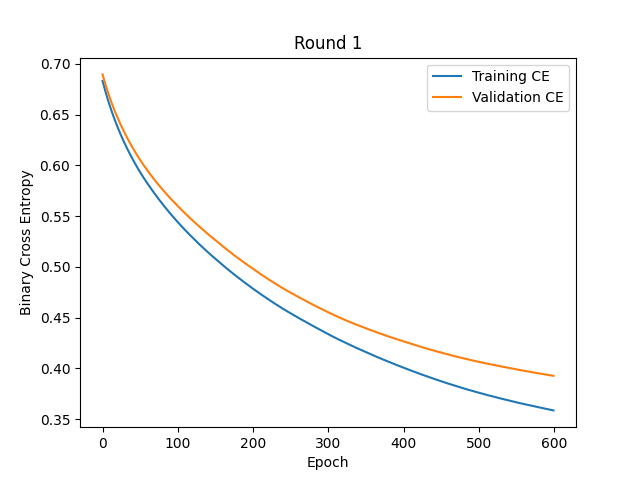 Round 1
Training CE
Validation CE
Binary Cross Entropy
0.70
0.65
0.60
0.55
0.50
0.45
0.40
0.35
0 100 200 300 400 500 600
Epoch